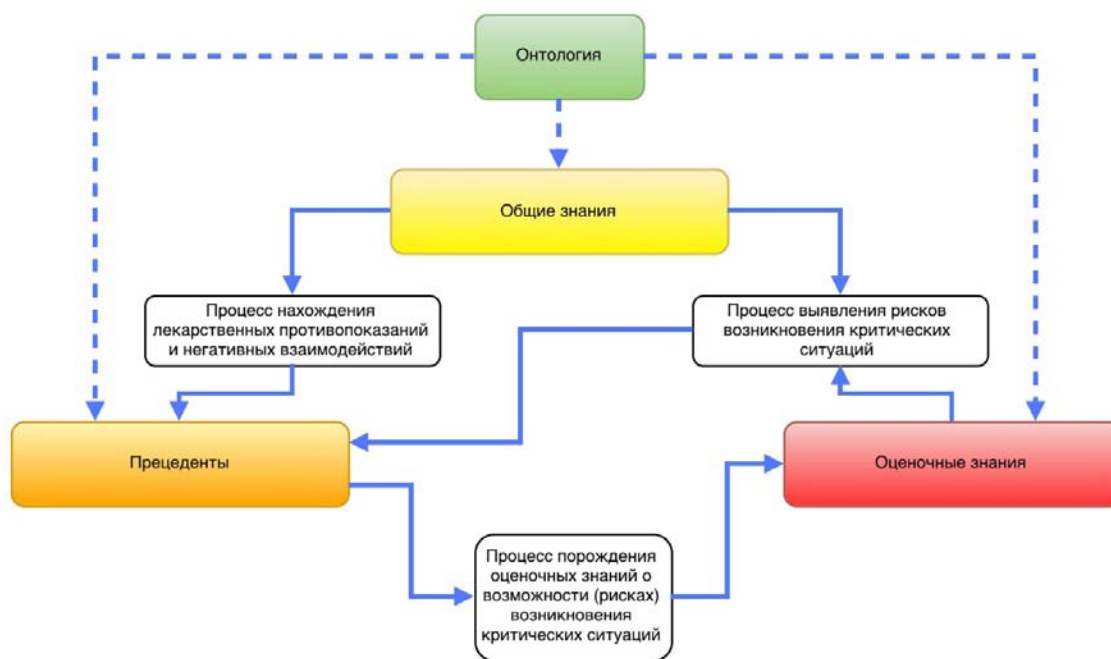 Онтология
Общие знания
Процесс нахождения
лекарственных противопоказаний
и негативных взаимодействий
Процесс выявления рисков
возникновения критических
ситуаций
Прецеденты
Оценочные знания
Процесс порождения
оценочных знаний о
возможности (рисках)
возникновения
критических ситуаций